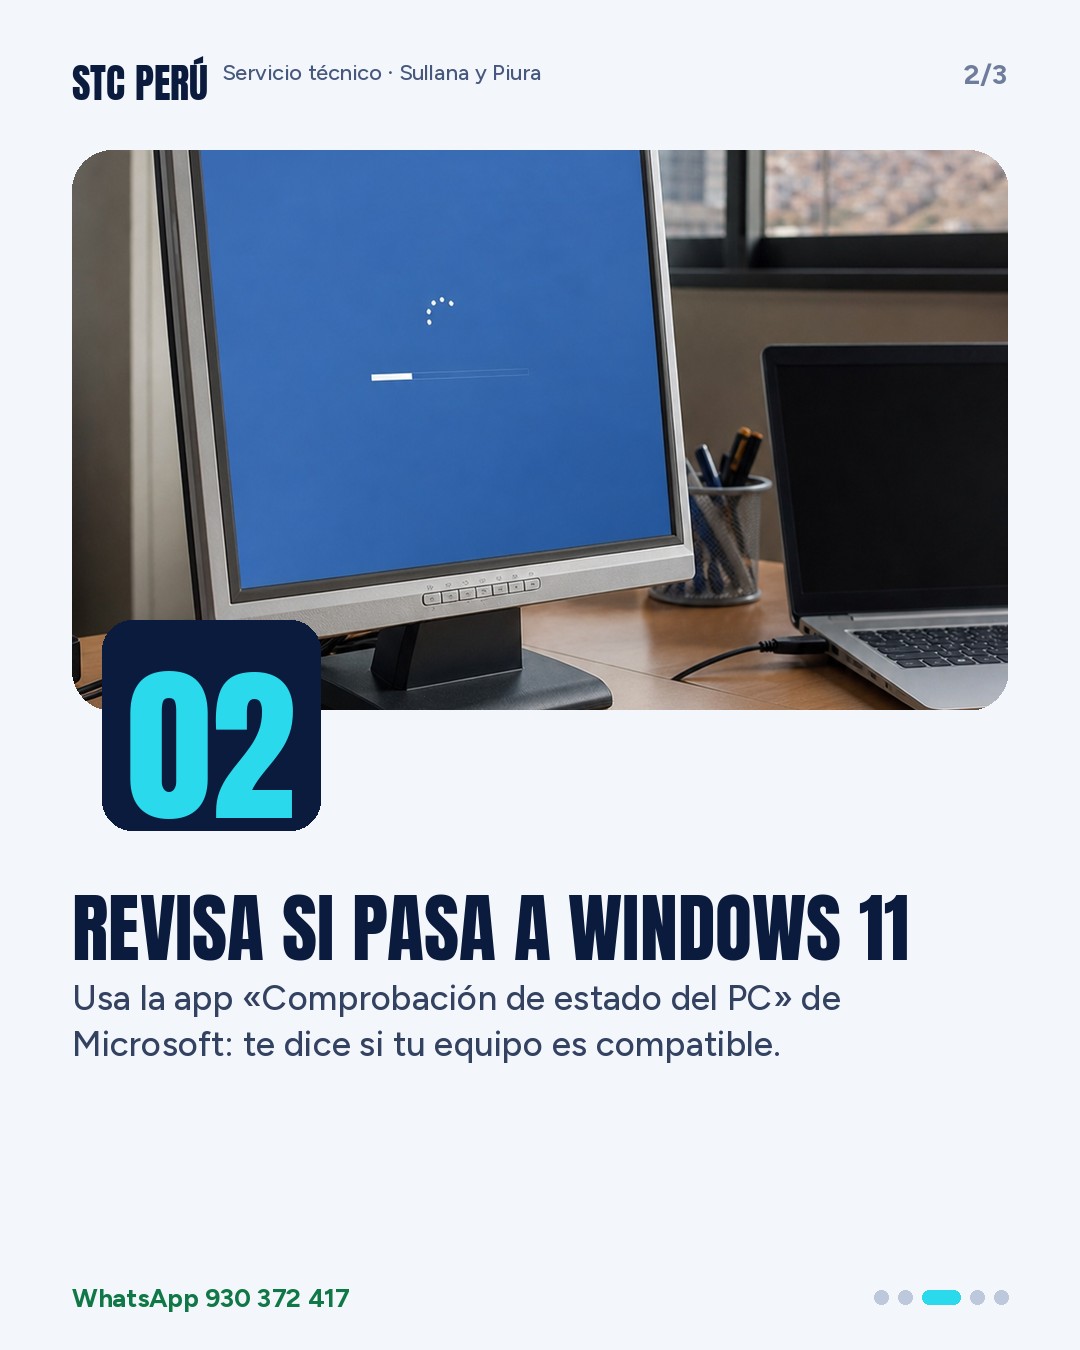 STC PERÚ Servicio técnico · Sullana y Piura 2/3
02
REVISA SI PASA A WINDOWS 11
Usa la app «Comprobación de estado del PC» de
Microsoft: te dice si tu equipo es compatible.
WhatsApp 930 372 417